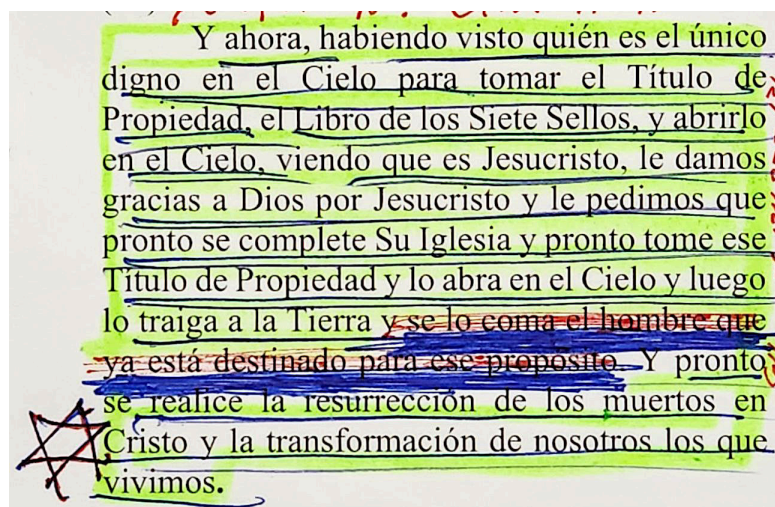 Y ahora, habiendo visto quién es el único
digno en el Cielo para tomar el Título de
Propiedad, el Libro de los Siete Sellos, y abrirlo
en el Cielo, viendo que es Jesucristo, le damos
gracias a Dios por Jesucristo y le pedimos que
pronto se complete Su Iglesia y pronto tome ese
Título de Propiedad y lo abra en el Cielo y luego
lo traiga a la Tierra y se lo coma el hombre que
ya está destinado para ese propósito. Y pronto
se realice la resurrección de los muertos en
Cristo y la transformación de nosotros los que
vivimos.